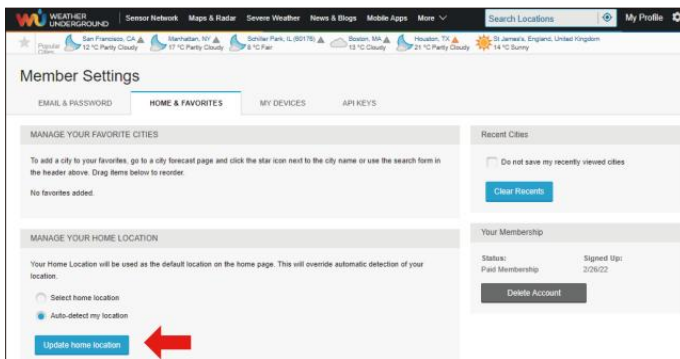 WEATHER UNDERGROUND
Sensor Network Maps & Radar Severe Weather News & Blogs Mobile Apps More
Search Locations
My Profile
Popular Cities
San Francisco, CA
12 °C Partly Cloudy
Manhattan, NY
17 °C Partly Cloudy
Schiller Park, IL (60176)
9 °C Fair
Boston, MA
13 °C Cloudy
Houston, TX
21 °C Partly Cloudy
St James's, England, United Kingdom
14 °C Sunny
Member Settings
EMAIL & PASSWORD
HOME & FAVORITES
MY DEVICES
API KEYS
MANAGE YOUR FAVORITE CITIES
To add a city to your favorites, go to a city forecast page and click the star icon next to the city name or use the search form in
the header above. Drag items below to reorder.
No favorites added.
MANAGE YOUR HOME LOCATION
Your Home Location will be used as the default location on the home page. This will override automatic detection of your
location.
Select home location
Auto-detect my location
Update home location
Recent Cities
Do not save my recently viewed cities
Clear Recents
Your Membership
Status: Signed Up:
Paid Membership 2/26/22
Delete Account